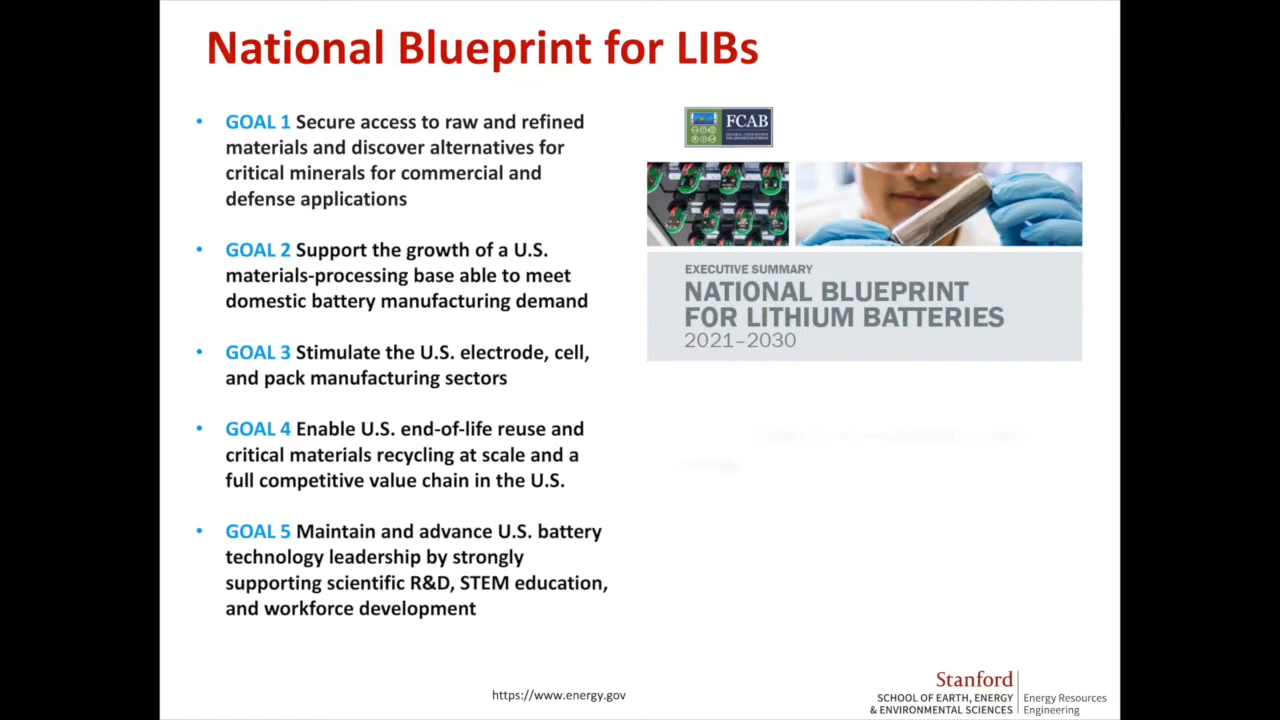 National Blueprint for LIBs
• GOAL 1 Secure access to raw and refined
materials and discover alternatives for
critical minerals for commercial and
defense applications
• GOAL 2 Support the growth of a U.S.
materials-processing base able to meet
domestic battery manufacturing demand
• GOAL 3 Stimulate the U.S. electrode, cell,
and pack manufacturing sectors
• GOAL 4 Enable U.S. end-of-life reuse and
critical materials recycling at scale and a
full competitive value chain in the U.S.
• GOAL 5 Maintain and advance U.S. battery
technology leadership by strongly
supporting scientific R&D, STEM education,
and workforce development
FCAB
EXECUTIVE SUMMARY
NATIONAL BLUEPRINT
FOR LITHIUM BATTERIES
2021–2030
https://www.energy.gov
Stanford
SCHOOL OF EARTH, ENERGY
& ENVIRONMENTAL SCIENCES
Energy Resources
Engineering